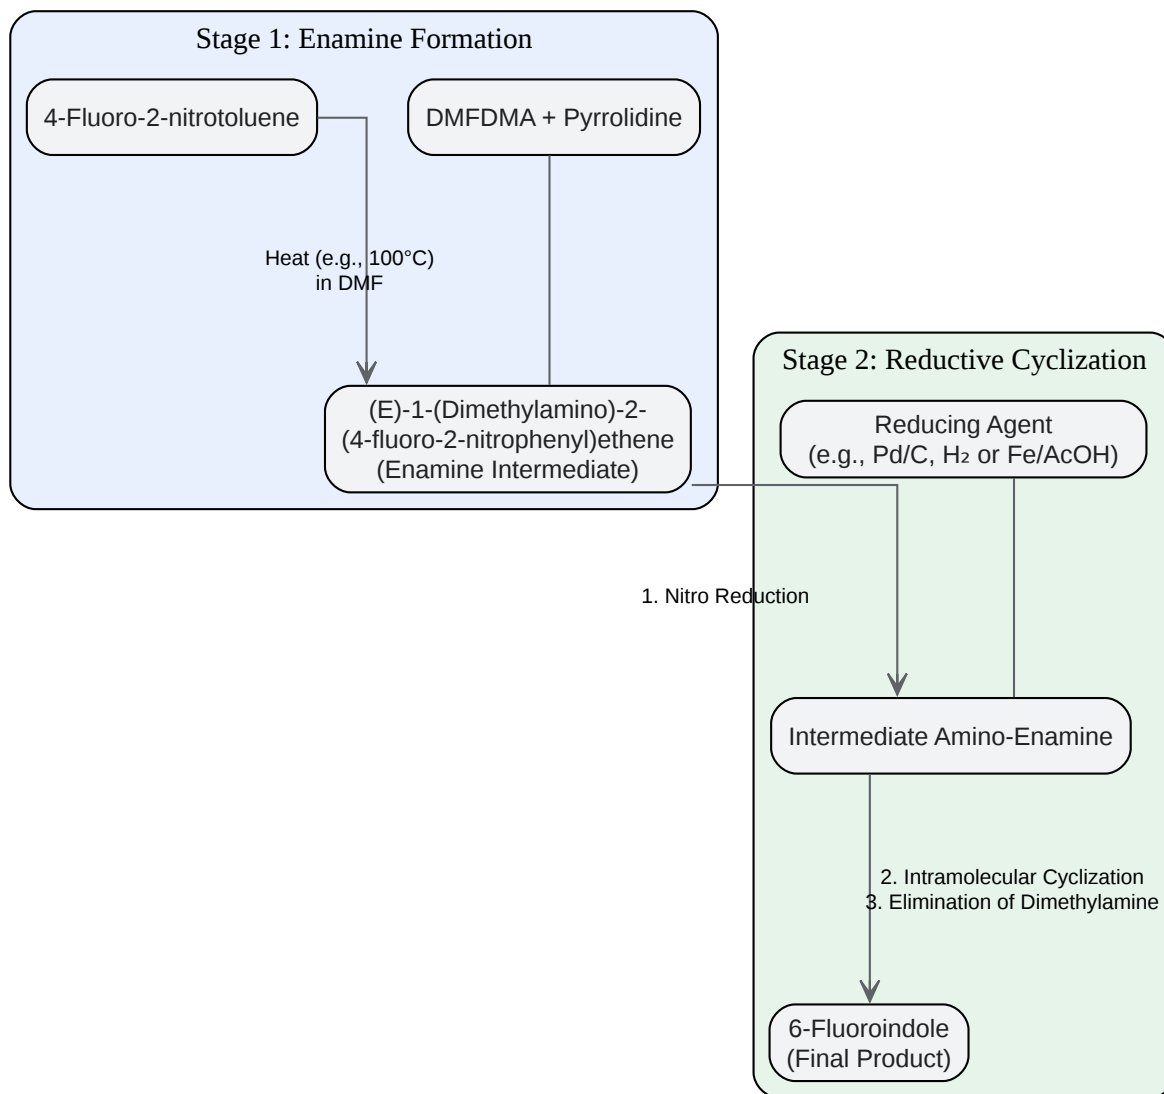 Stage 1: Enamine Formation
4-Fluoro-2-nitrotoluene
DMFDMA + Pyrrolidine
Heat (e.g., 100°C)
in DMF
(E)-1-(Dimethylamino)-2-
(4-fluoro-2-nitrophenyl)ethene
(Enamine Intermediate)
Stage 2: Reductive Cyclization
Reducing Agent
(e.g., Pd/C, H₂ or Fe/AcOH)
1. Nitro Reduction
Intermediate Amino-Enamine
2. Intramolecular Cyclization
3. Elimination of Dimethylamine
6-Fluoroindole
(Final Product)